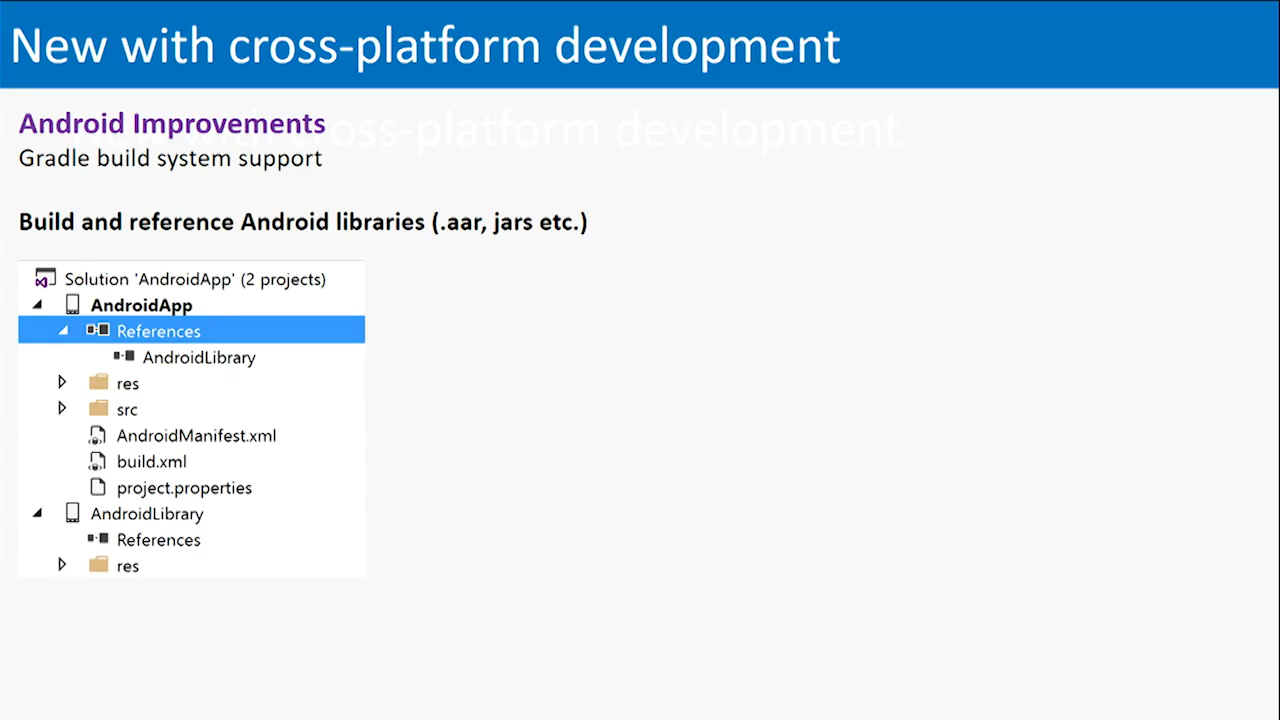 New with cross-platform development
Android Improvements
Gradle build system support
Build and reference Android libraries (.aar, jars etc.)
Solution 'AndroidApp' (2 projects)
AndroidApp
References
AndroidLibrary
res
src
AndroidManifest.xml
build.xml
project.properties
AndroidLibrary
References
res